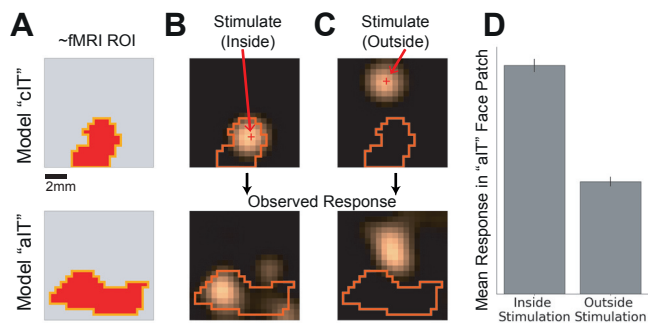 A
~fMRI ROI
Model “cIT”
2mm
Model “aIT”
B
Stimulate
(Inside)
C
Stimulate
(Outside)
Observed Response
D
Mean Response in “aIT” Face Patch
Inside
Stimulation
Outside
Stimulation